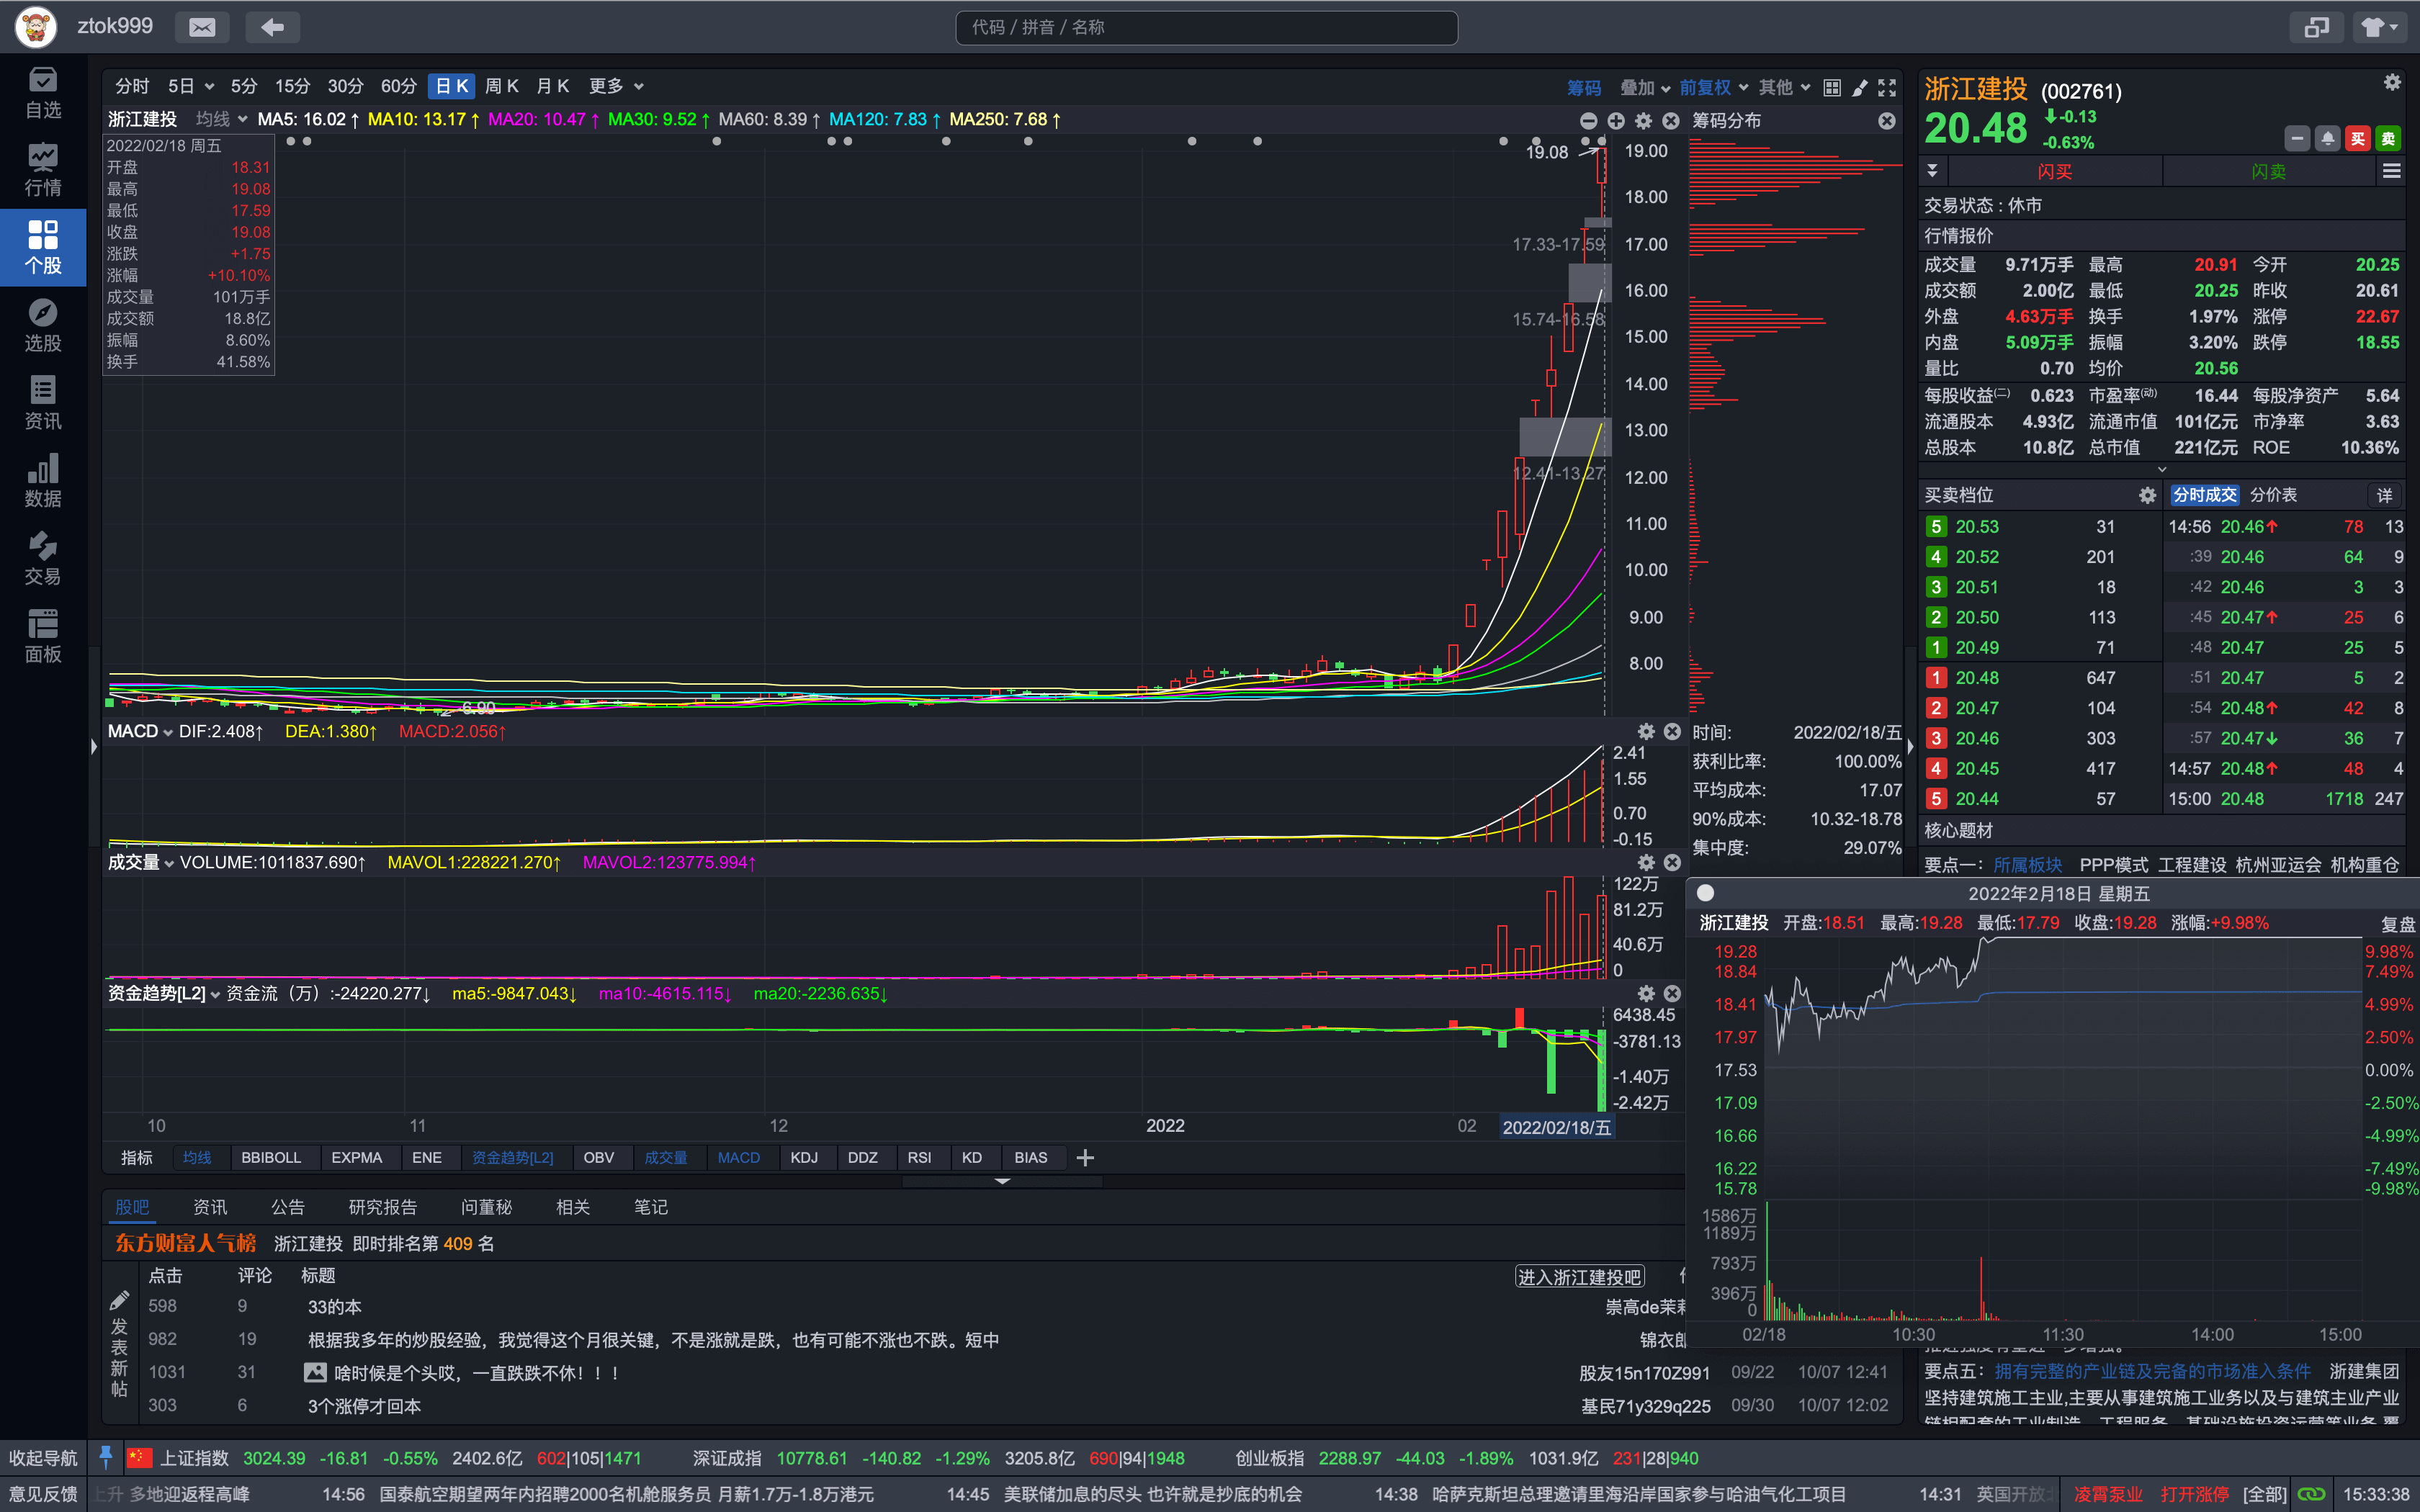 ztok999
代码 / 拼音 / 名称
自选
行情
个股
选股
资讯
数据
交易
面板
分时 5日 5分 15分 30分 60分 日K 周K 月K 更多
筹码 叠加 前复权 其他
浙江建投 均线 MA5: 16.02↑ MA10: 13.17↑ MA20: 10.47↑ MA30: 9.52↑ MA60: 8.39↑ MA120: 7.83↑ MA250: 7.68↑
筹码分布
2022/02/18 周五
开盘 18.31
最高 19.08
最低 17.59
收盘 19.08
涨跌 +1.75
涨幅 +10.10%
成交量 101万手
成交额 18.8亿
振幅 8.60%
换手 41.58%
19.08
17.33-17.59
15.74-16.58
12.41-13.27
6.90
19.00
18.00
17.00
16.00
15.00
14.00
13.00
12.00
11.00
10.00
9.00
8.00
MACD DIF:2.408↑ DEA:1.380↑ MACD:2.056↑
2.41
1.55
0.70
-0.15
成交量 VOLUME:1011837.690↑ MAVOL1:228221.270↑ MAVOL2:123775.994↑
122万
81.2万
40.6万
0
资金趋势[L2] 资金流（万）:-24220.277↓ ma5:-9847.043↓ ma10:-4615.115↓ ma20:-2236.635↓
6438.45
-3781.13
-1.40万
-2.42万
10 11 12 2022 02 2022/02/18/五
指标 均线 BBIBOLL EXPMA ENE 资金趋势[L2] OBV 成交量 MACD KDJ DDZ RSI KD BIAS
时间: 2022/02/18/五
获利比率: 100.00%
平均成本: 17.07
90%成本: 10.32-18.78
集中度: 29.07%
股吧 资讯 公告 研究报告 问董秘 相关 笔记
东方财富人气榜 浙江建投 即时排名第 409 名
点击 评论 标题 进入浙江建投吧
发表新帖
598 9 33的本 崇高de茉莉
982 19 根据我多年的炒股经验，我觉得这个月很关键，不是涨就是跌，也有可能不涨也不跌。短中 锦衣郎
1031 31 啥时候是个头哎，一直跌跌不休！！！ 股友15n170Z991 09/22 10/07 12:41
303 6 3个涨停才回本 基民71y329q225 09/30 10/07 12:02
浙江建投 (002761)
20.48 -0.13
-0.63%
买 卖
闪买 闪卖
交易状态 : 休市
行情报价
成交量 9.71万手 最高 20.91 今开 20.25
成交额 2.00亿 最低 20.25 昨收 20.61
外盘 4.63万手 换手 1.97% 涨停 22.67
内盘 5.09万手 振幅 3.20% 跌停 18.55
量比 0.70 均价 20.56
每股收益(二) 0.623 市盈率(动) 16.44 每股净资产 5.64
流通股本 4.93亿 流通市值 101亿元 市净率 3.63
总股本 10.8亿 总市值 221亿元 ROE 10.36%
买卖档位 分时成交 分价表 详
5 20.53 31 14:56 20.46↑ 78 13
4 20.52 201 :39 20.46 64 9
3 20.51 18 :42 20.46 3 3
2 20.50 113 :45 20.47↑ 25 6
1 20.49 71 :48 20.47 25 5
1 20.48 647 :51 20.47 5 2
2 20.47 104 :54 20.48↑ 42 8
3 20.46 303 :57 20.47↓ 36 7
4 20.45 417 14:57 20.48↑ 48 4
5 20.44 57 15:00 20.48 1718 247
核心题材
要点一： 所属板块 PPP模式 工程建设 杭州亚运会 机构重仓
2022年2月18日 星期五
浙江建投 开盘:18.51 最高:19.28 最低:17.79 收盘:19.28 涨幅:+9.98% 复盘
19.28 9.98%
18.84 7.49%
18.41 4.99%
17.97 2.50%
17.53 0.00%
17.09 -2.50%
16.66 -4.99%
16.22 -7.49%
15.78 -9.98%
1586万
1189万
793万
396万
0
02/18 10:30 11:30 14:00 15:00
要点五： 拥有完整的产业链及完备的市场准入条件 浙建集团
坚持建筑施工主业,主要从事建筑施工业务以及与建筑主业产业
收起导航 上证指数 3024.39 -16.81 -0.55% 2402.6亿 602|105|1471 深证成指 10778.61 -140.82 -1.29% 3205.8亿 690|94|1948 创业板指 2288.97 -44.03 -1.89% 1031.9亿 231|28|940
意见反馈 上升 多地迎返程高峰 14:56 国泰航空期望两年内招聘2000名机舱服务员 月薪1.7万-1.8万港元 14:45 美联储加息的尽头 也许就是抄底的机会 14:38 哈萨克斯坦总理邀请里海沿岸国家参与哈油气化工项目 14:31 英国开放 凌霄泵业 打开涨停 [全部] 15:33:38